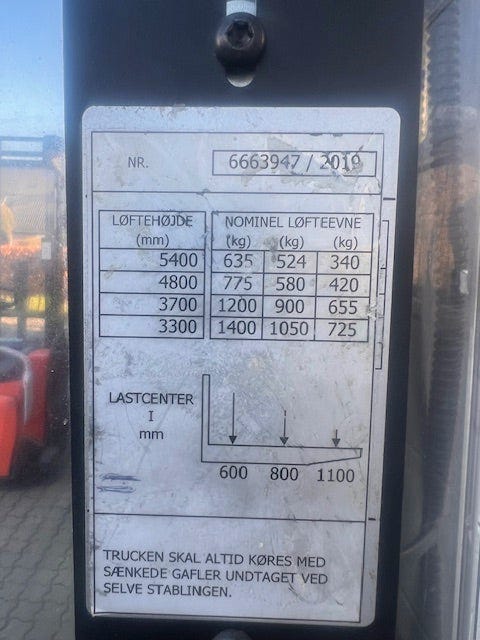 NR. 6663947 / 2019
LØFTEHØJDE NOMINEL LØFTEEVNE
(mm) (kg) (kg) (kg)
5400 635 524 340
4800 775 580 420
3700 1200 900 655
3300 1400 1050 725
LASTCENTER
I
mm
600 800 1100
TRUCKEN SKAL ALTID KØRES MED
SÆNKEDE GAFLER UNDTAGET VED
SELVE STABLINGEN.